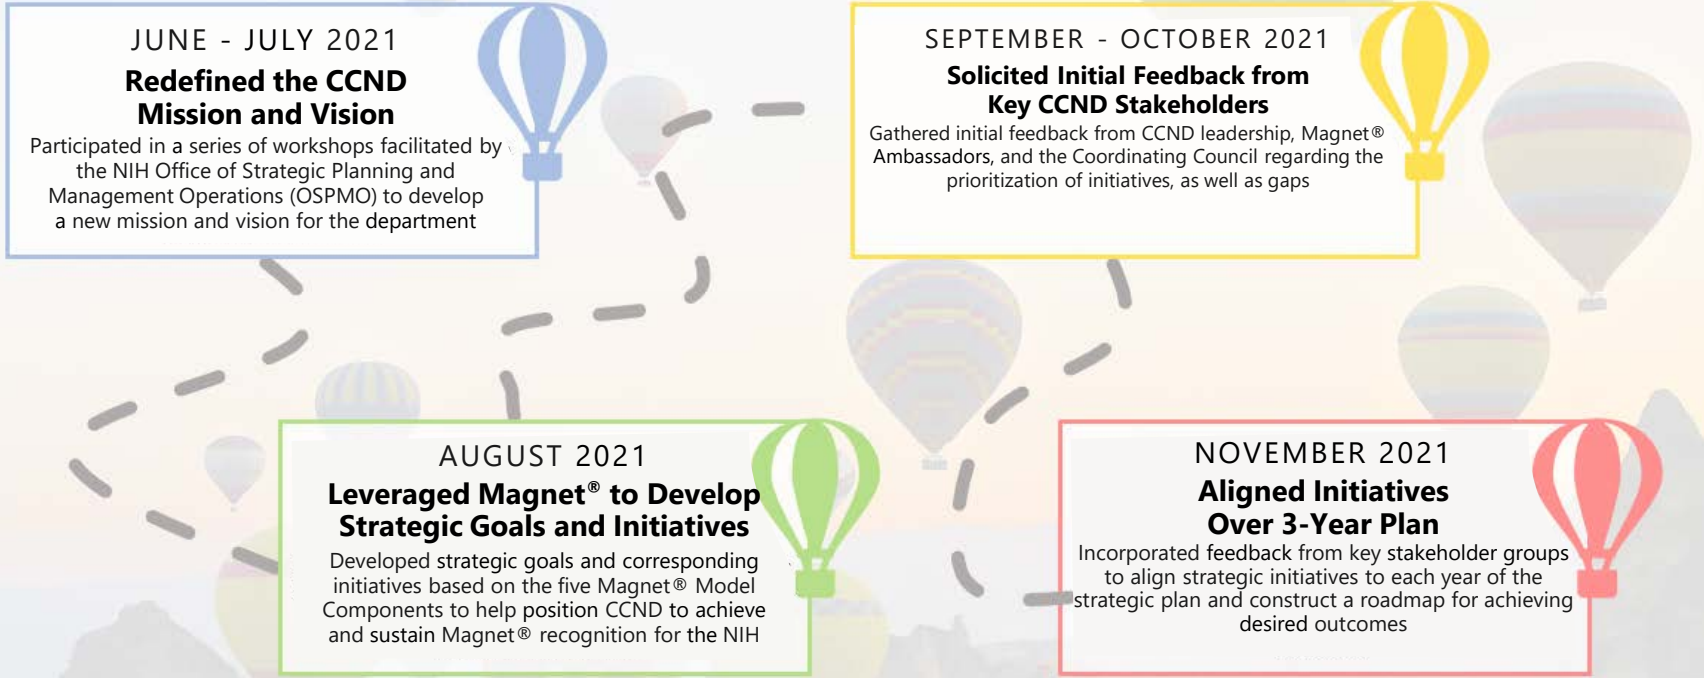 JUNE - JULY 2021
Redefined the CCND
Mission and Vision
Participated in a series of workshops facilitated by
the NIH Office of Strategic Planning and
Management Operations (OSPMO) to develop
a new mission and vision for the department
AUGUST 2021
Leveraged Magnet® to Develop
Strategic Goals and Initiatives
Developed strategic goals and corresponding
initiatives based on the five Magnet® Model
Components to help position CCND to achieve
and sustain Magnet® recognition for the NIH
SEPTEMBER - OCTOBER 2021
Solicited Initial Feedback from
Key CCND Stakeholders
Gathered initial feedback from CCND leadership, Magnet®
Ambassadors, and the Coordinating Council regarding the
prioritization of initiatives, as well as gaps
NOVEMBER 2021
Aligned Initiatives
Over 3-Year Plan
Incorporated feedback from key stakeholder groups
to align strategic initiatives to each year of the
strategic plan and construct a roadmap for achieving
desired outcomes